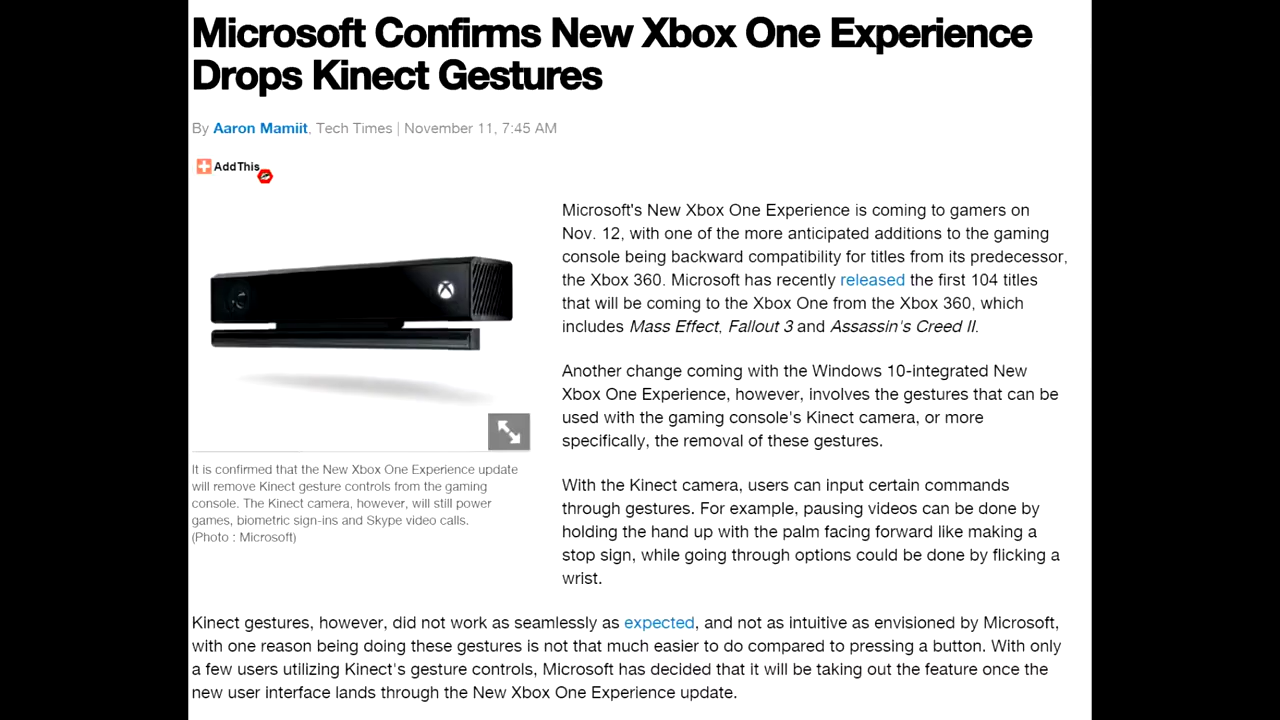 Microsoft Confirms New Xbox One Experience
Drops Kinect Gestures
By Aaron Mamiit, Tech Times | November 11, 7:45 AM
AddThis
Microsoft's New Xbox One Experience is coming to gamers on
Nov. 12, with one of the more anticipated additions to the gaming
console being backward compatibility for titles from its predecessor,
the Xbox 360. Microsoft has recently released the first 104 titles
that will be coming to the Xbox One from the Xbox 360, which
includes Mass Effect, Fallout 3 and Assassin's Creed II.
Another change coming with the Windows 10-integrated New
Xbox One Experience, however, involves the gestures that can be
used with the gaming console's Kinect camera, or more
specifically, the removal of these gestures.
It is confirmed that the New Xbox One Experience update
will remove Kinect gesture controls from the gaming
console. The Kinect camera, however, will still power
games, biometric sign-ins and Skype video calls.
(Photo : Microsoft)
With the Kinect camera, users can input certain commands
through gestures. For example, pausing videos can be done by
holding the hand up with the palm facing forward like making a
stop sign, while going through options could be done by flicking a
wrist.
Kinect gestures, however, did not work as seamlessly as expected, and not as intuitive as envisioned by Microsoft,
with one reason being doing these gestures is not that much easier to do compared to pressing a button. With only
a few users utilizing Kinect's gesture controls, Microsoft has decided that it will be taking out the feature once the
new user interface lands through the New Xbox One Experience update.